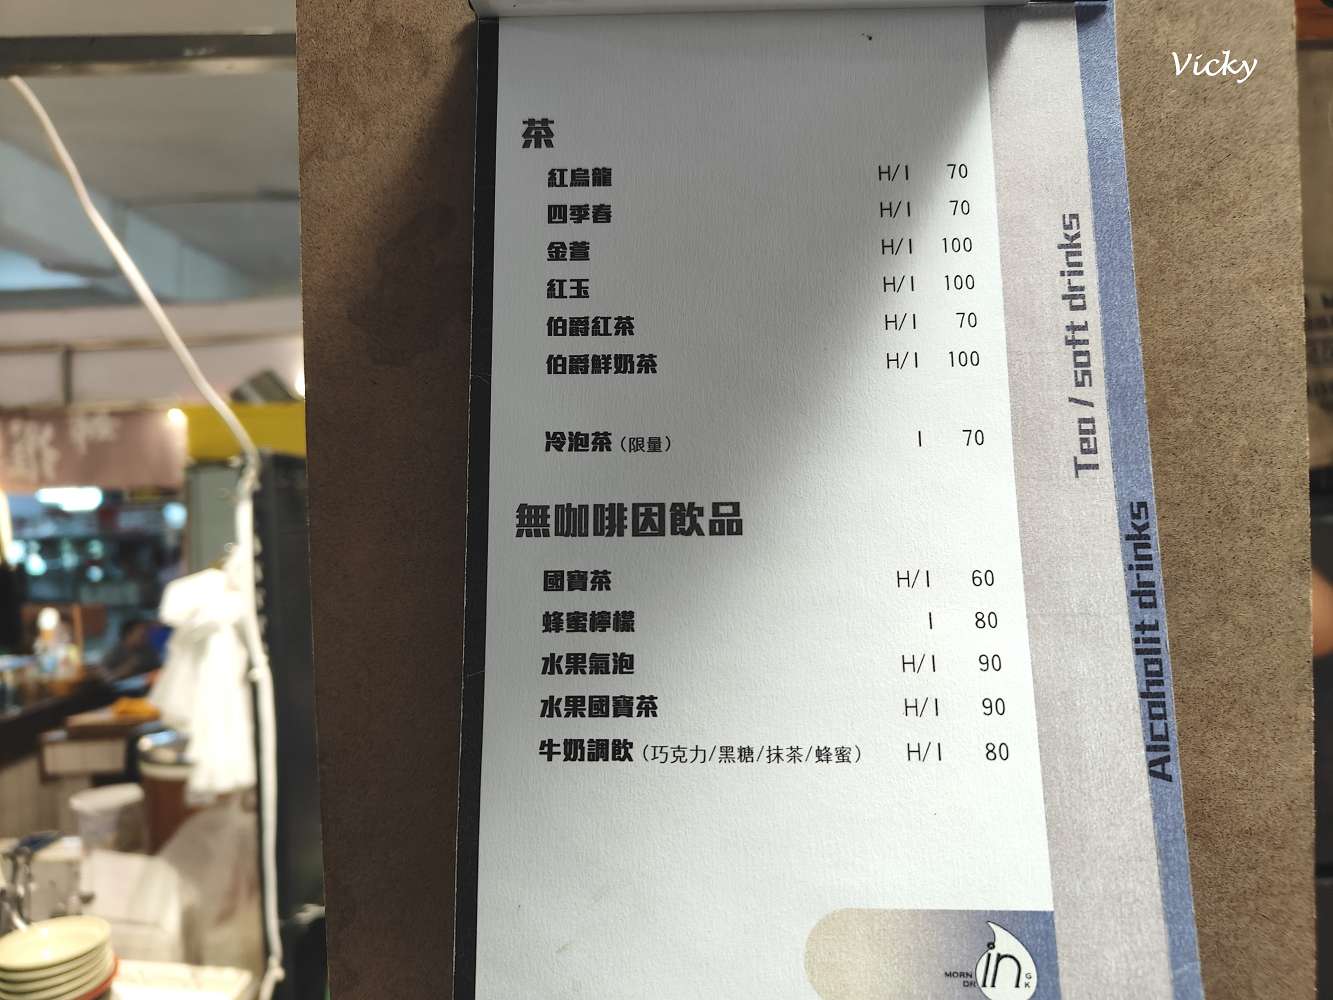 Vicky
茶
紅烏龍 H/I 70
四季春 H/I 70
金萱 H/I 100
紅玉 H/I 100
伯爵紅茶 H/I 70
伯爵鮮奶茶 H/I 100
冷泡茶（限量） I 70
無咖啡因飲品
國寶茶 H/I 60
蜂蜜檸檬 I 80
水果氣泡 H/I 90
水果國寶茶 H/I 90
牛奶調飲（巧克力/黑糖/抹茶/蜂蜜） H/I 80
Tea / soft drinks
Alcoholit drinks
MORN
in